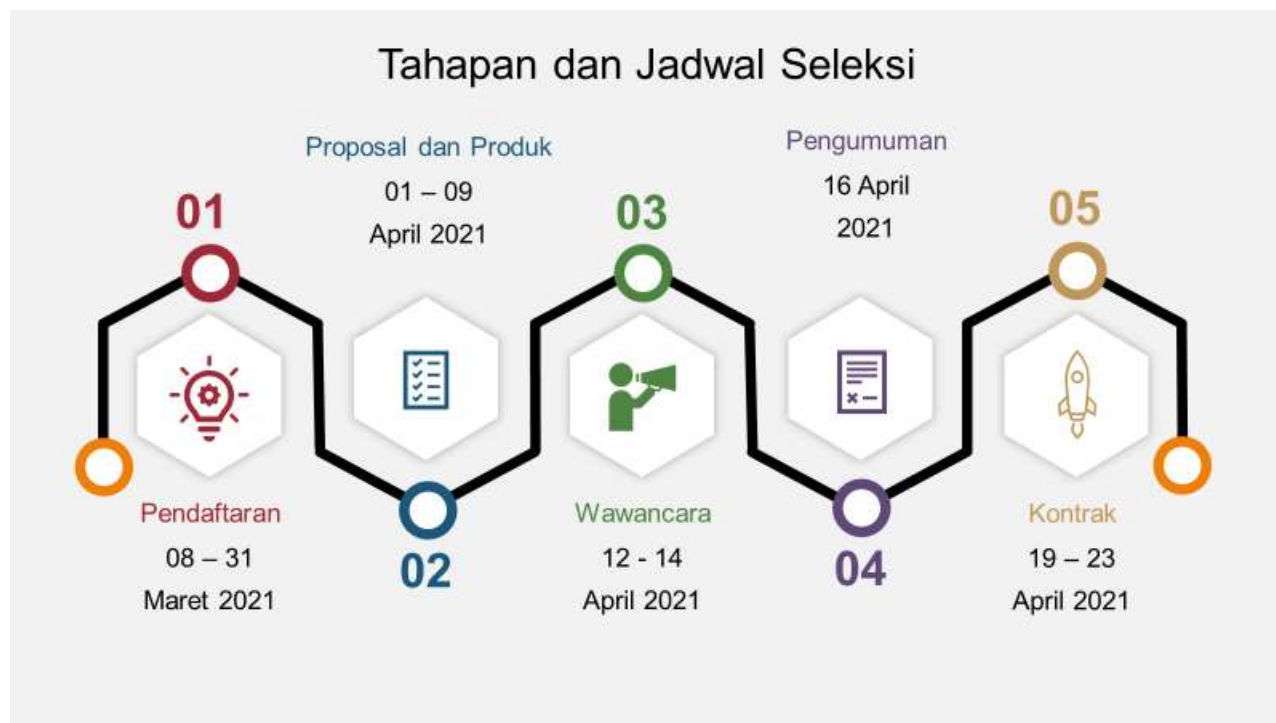 Tahapan dan Jadwal Seleksi
01
Pendaftaran
08 – 31
Maret 2021
Proposal dan Produk
01 – 09
April 2021
02
03
Wawancara
12 - 14
April 2021
Pengumuman
16 April
2021
04
05
Kontrak
19 – 23
April 2021